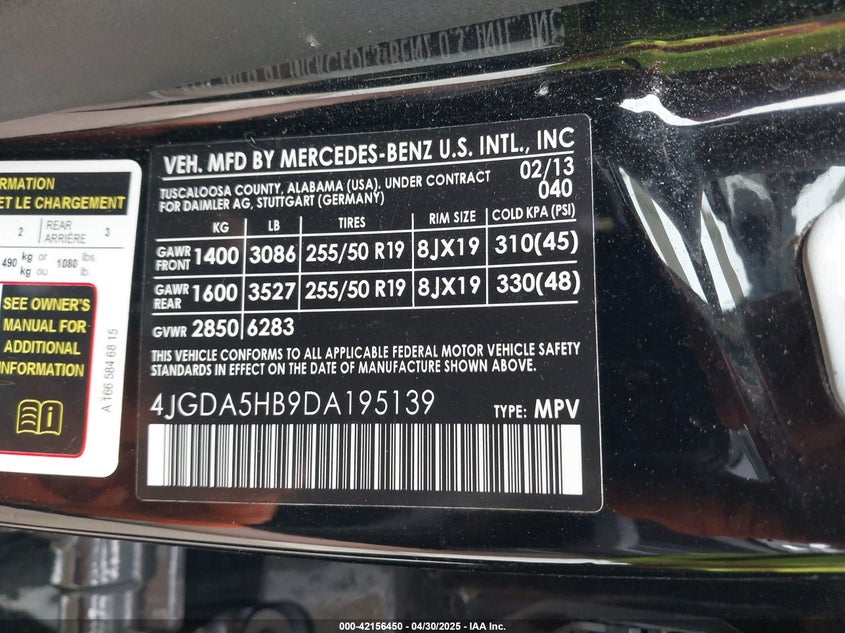 VEH. MFD BY MERCEDES-BENZ U.S. INTL., INC
TUSCALOOSA COUNTY, ALABAMA (USA). UNDER CONTRACT 02/13
FOR DAIMLER AG, STUTTGART (GERMANY) 040
KG LB TIRES RIM SIZE COLD KPA (PSI)
GAWR FRONT 1400 3086 255/50 R19 8JX19 310(45)
GAWR REAR 1600 3527 255/50 R19 8JX19 330(48)
GVWR 2850 6283
THIS VEHICLE CONFORMS TO ALL APPLICABLE FEDERAL MOTOR VEHICLE SAFETY
STANDARDS IN EFFECT ON THE DATE OF MANUFACTURE SHOWN ABOVE.
4JGDA5HB9DA195139 TYPE: MPV
RMATION
ET LE CHARGEMENT
2 REAR 3
ARRIÈRE
490 kg or 1080 lbs.
kg ou lb.
SEE OWNER'S
MANUAL FOR
ADDITIONAL
INFORMATION
A 166 584 68 15
000-42156450 - 04/30/2025 - IAA Inc.